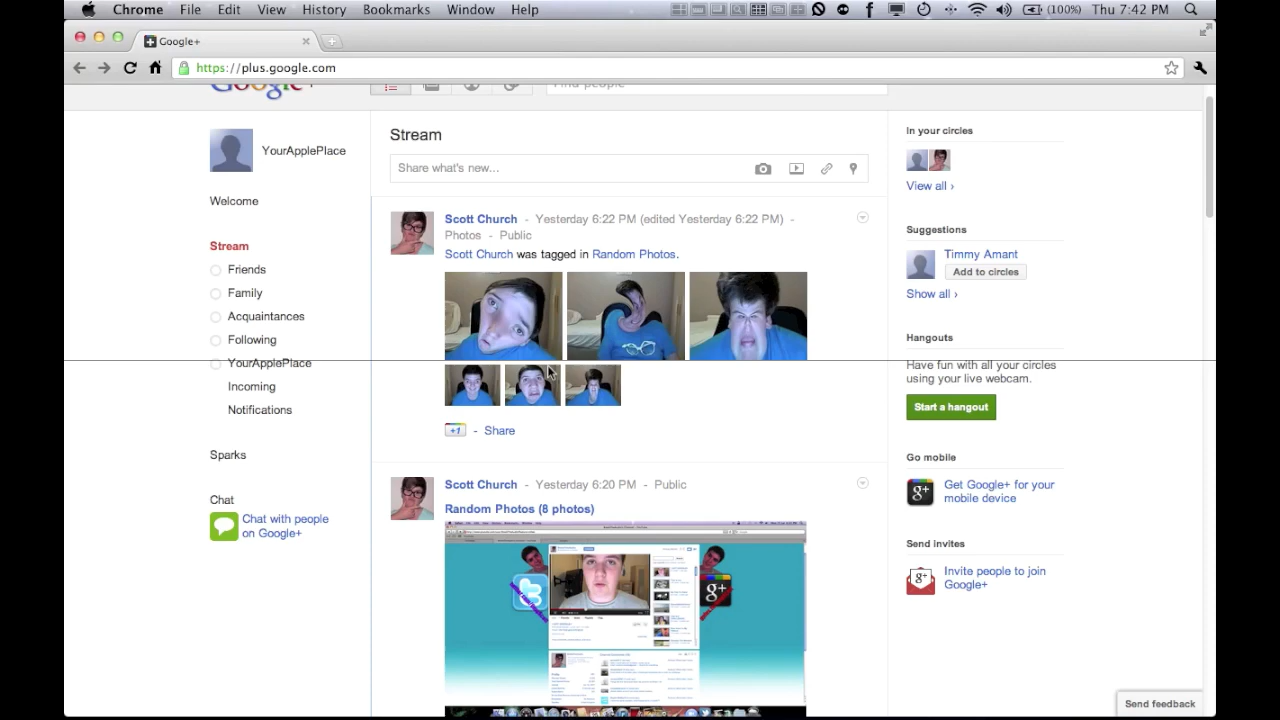 Chrome File Edit View History Bookmarks Window Help (100%) Thu 7:42 PM
Google+
https://plus.google.com
Google+
Find people
YourApplePlace
Welcome
Stream
Friends
Family
Acquaintances
Following
YourApplePlace
Incoming
Notifications
Sparks
Chat
Chat with people
on Google+
Stream
Share what's new...
Scott Church - Yesterday 6:22 PM (edited Yesterday 6:22 PM) -
Photos - Public
Scott Church was tagged in Random Photos.
+1 - Share
Scott Church - Yesterday 6:20 PM - Public
Random Photos (8 photos)
In your circles
View all ›
Suggestions
Timmy Amant
Add to circles
Show all ›
Hangouts
Have fun with all your circles
using your live webcam.
Start a hangout
Go mobile
Get Google+ for your
mobile device
Send invites
Invite people to join
Google+
Send feedback